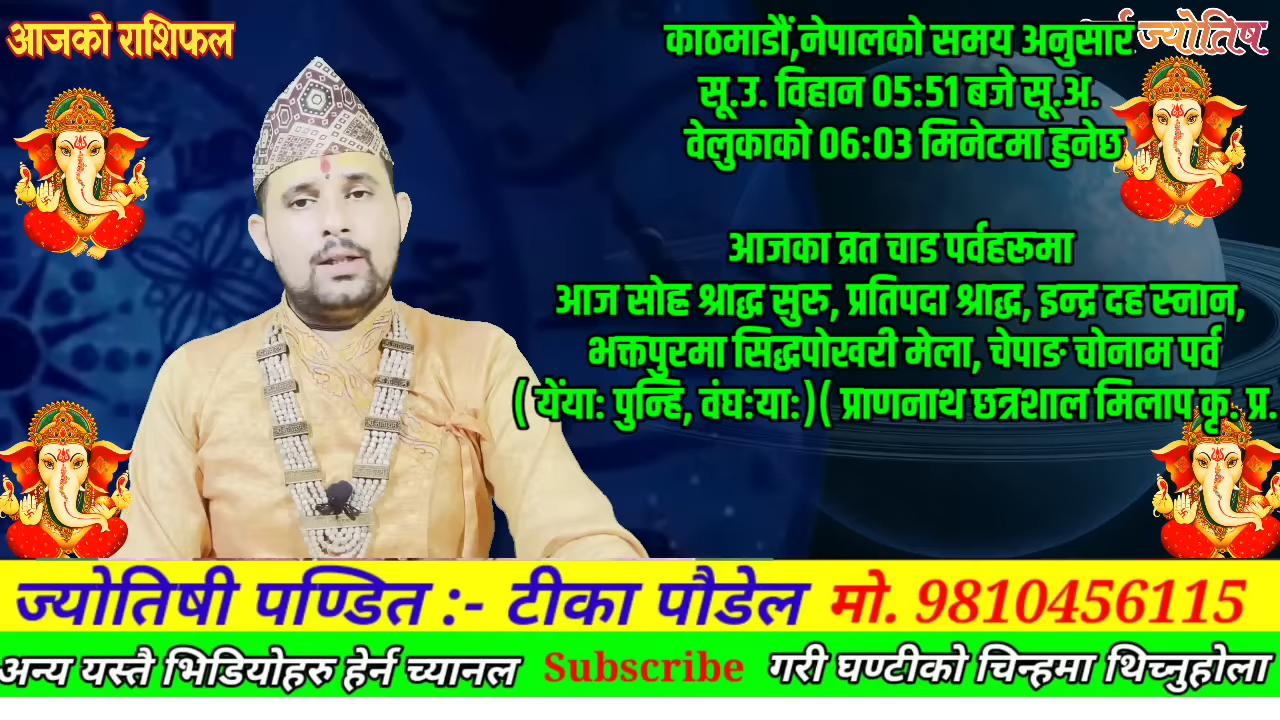 आजको राशिफल
ज्योतिष
काठमाडौं,नेपालको समय अनुसार
सू.उ. विहान 05:51 बजे सू.अ.
वेलुकाको 06:03 मिनेटमा हुनेछ
आजका व्रत चाड पर्वहरूमा
आज सोह्र श्राद्ध सुरु, प्रतिपदा श्राद्ध, इन्द्र दह स्नान,
भक्तपुरमा सिद्धपोखरी मेला, चेपाङ चोनाम पर्व
( येंयाः पुन्हि, वंघःयाः)( प्राणनाथ छत्रशाल मिलाप कृ. प्र.
ज्योतिषी पण्डित :- टीका पौडेल मो. 9810456115
अन्य यस्तै भिडियोहरु हेर्न च्यानल Subscribe गरी घण्टीको चिन्हमा थिच्नुहोला